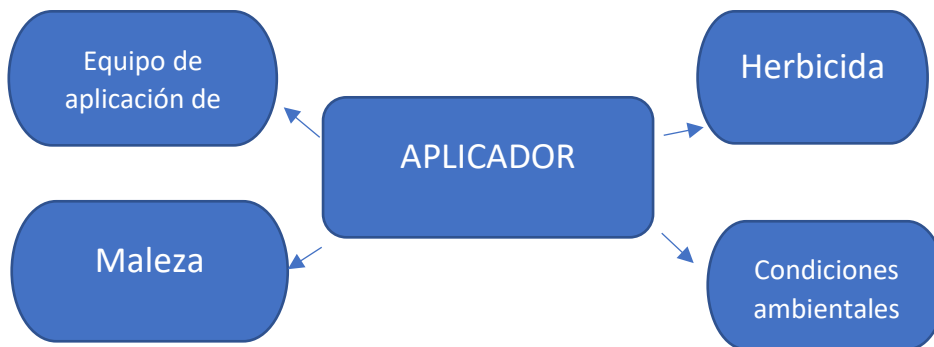 Equipo de
aplicación de
Herbicida
APLICADOR
Maleza
Condiciones
ambientales